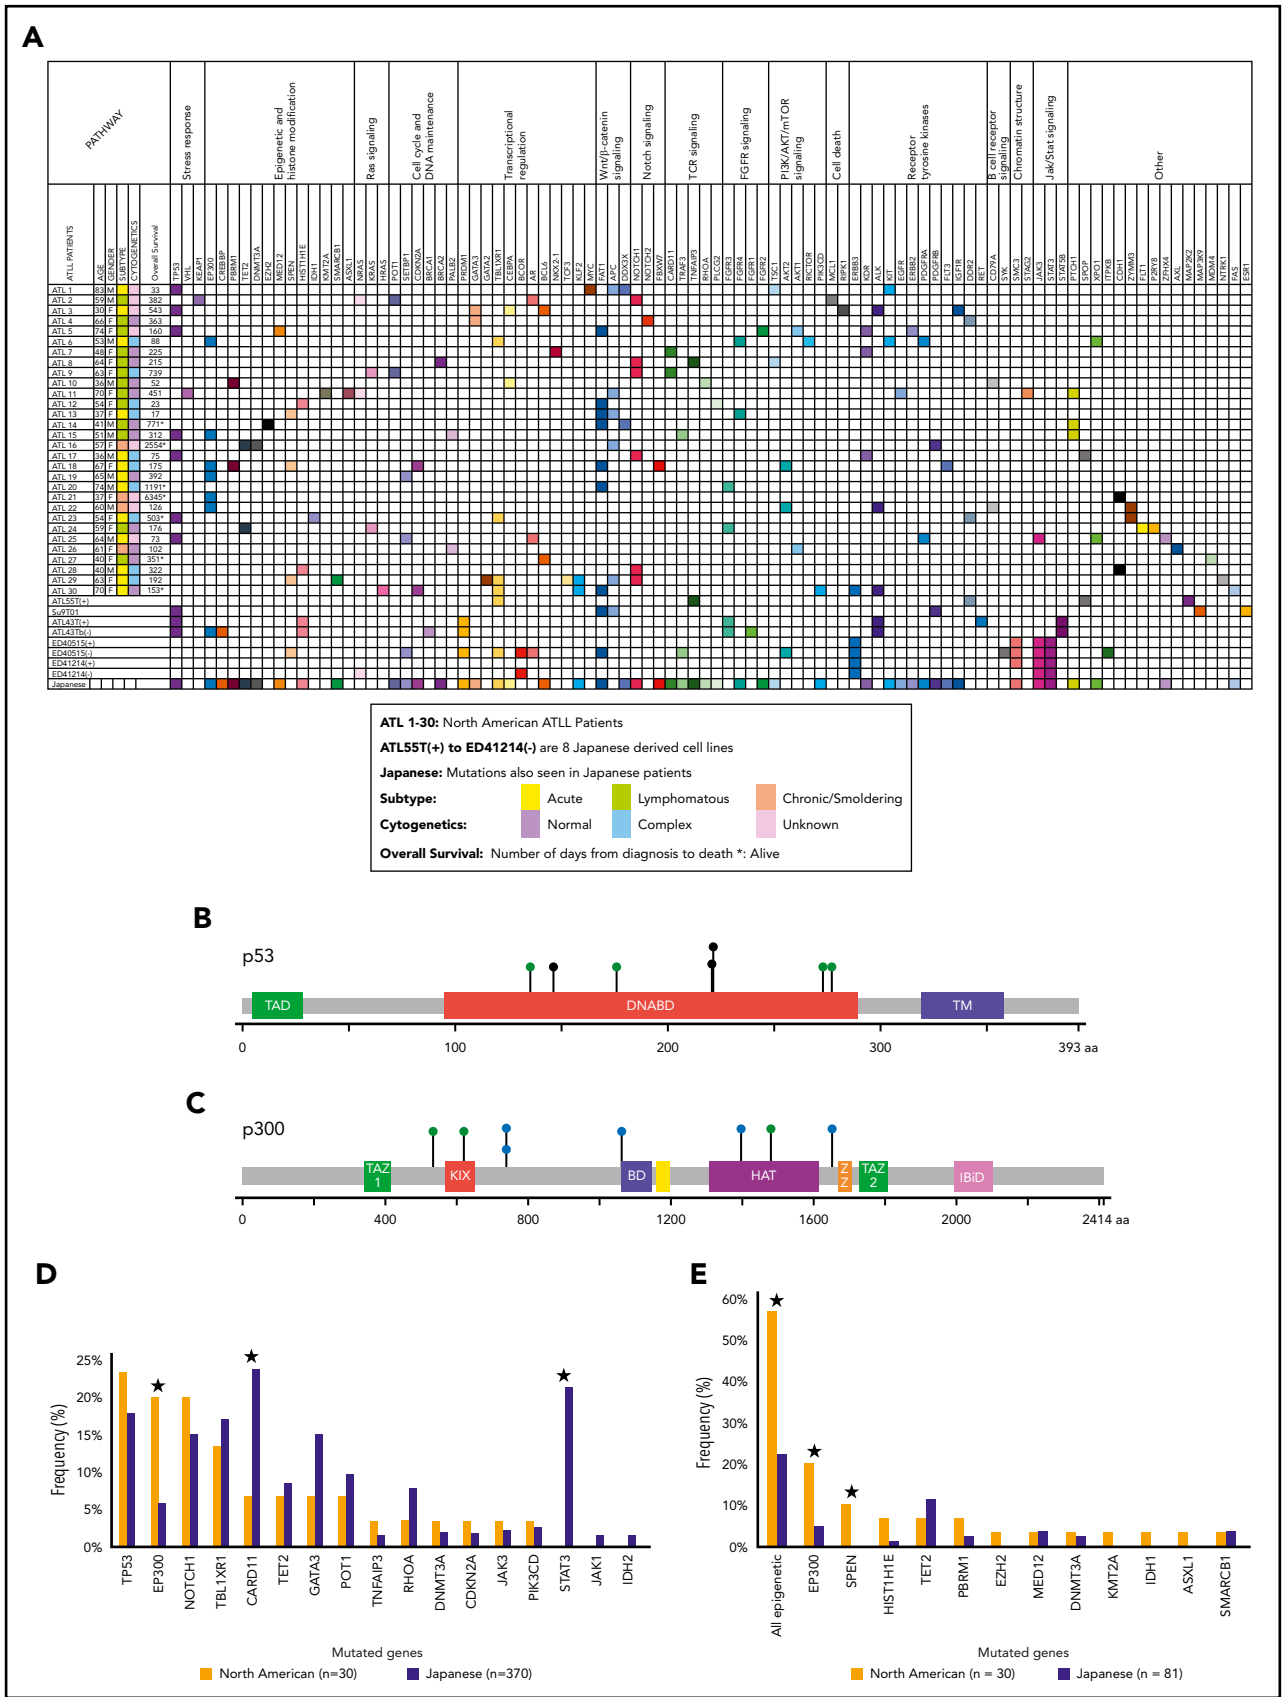 A
PATHWAY
Stress response
Epigenetic and
histone modification
Ras signaling
Cell cycle and
DNA maintenance
Transcriptional
regulation
Wnt/β-catenin
signaling
Notch signaling
TCR signaling
FGFR signaling
PI3K/AKT/mTOR
signaling
Cell death
Receptor
tyrosine kinases
B cell receptor
signaling
Chromatin structure
Jak/Stat signaling
Other
ATLL PATIENTS AGE GENDER SUBTYPE CYTOGENETICS Overall Survival
TP53 VHL KEAP1 EP300 CREBBP PBRM1 TET2 DNMT3A EZH2 MED12 SPEN HIST1H1E IDH1 KMT2A SMARCB1 ASXL1 NRAS KRAS HRAS POT1 SETBP1 CDKN2A BRCA1 BRCA2 PALB2 PRDM1 GATA3 GATA2 TBL1XR1 CEBPA BCOR AR BCL6 NKX2-1 TCF3 KLF2 MYC FAT1 APC DDX3X NOTCH1 NOTCH2 FBXW7 CARD11 TRAF3 TNFAIP3 RHOA PLCG2 FGFR3 FGFR4 FGFR1 FGFR2 TSC1 AKT2 AKT1 RICTOR PIK3CD MCL1 RIPK1 ERBB3 KDR ALK KIT EGFR ERBB2 PDGFRA PDGFRB FLT3 IGF1R DDR2 RET CD79A SYK SMC3 STAG2 JAK3 STAT3 STAT5B PTCH1 SPOP XPO1 ITPKB CDH1 ZYMM3 FLT1 P2RY8 ZFHX4 AXL MAP2K2 MAP3K9 MDM4 NTRK1 FAS ESR1
ATL 1 83 M 33
ATL 2 59 M 382
ATL 3 30 F 543
ATL 4 66 F 363
ATL 5 74 F 160
ATL 6 53 M 88
ATL 7 48 F 225
ATL 8 64 F 215
ATL 9 63 F 739
ATL 10 36 M 52
ATL 11 70 F 451
ATL 12 54 F 23
ATL 13 37 F 17
ATL 14 41 M 771*
ATL 15 51 M 312
ATL 16 57 F 2554*
ATL 17 36 M 75
ATL 18 67 F 175
ATL 19 65 M 392
ATL 20 74 M 1191*
ATL 21 37 F 6345*
ATL 22 60 M 126
ATL 23 54 F 503*
ATL 24 59 F 176
ATL 25 64 M 73
ATL 26 61 F 102
ATL 27 40 F 351*
ATL 28 40 M 322
ATL 29 63 F 192
ATL 30 70 F 153*
ATL55T(+)
Su9T01
ATL43T(+)
ATL43Tb(-)
ED40515(+)
ED40515(-)
ED41214(+)
ED41214(-)
Japanese
ATL 1-30: North American ATLL Patients
ATL55T(+) to ED41214(-) are 8 Japanese derived cell lines
Japanese: Mutations also seen in Japanese patients
Subtype: Acute Lymphomatous Chronic/Smoldering
Cytogenetics: Normal Complex Unknown
Overall Survival: Number of days from diagnosis to death *: Alive
B
p53
TAD DNABD TM
0 100 200 300 393 aa
C
p300
TAZ 1 KIX BD HAT Z Z TAZ 2 IBiD
0 400 800 1200 1600 2000 2414 aa
D
Frequency (%)
25%
20%
15%
10%
5%
0%
TP53 EP300 NOTCH1 TBL1XR1 CARD11 TET2 GATA3 POT1 TNFAIP3 RHOA DNMT3A CDKN2A JAK3 PIK3CD STAT3 JAK1 IDH2
Mutated genes
North American (n=30) Japanese (n=370)
E
Frequency (%)
60%
50%
40%
30%
20%
10%
0%
All epigenetic EP300 SPEN HIST1H1E TET2 PBRM1 EZH2 MED12 DNMT3A KMT2A IDH1 ASXL1 SMARCB1
Mutated genes
North American (n = 30) Japanese (n = 81)